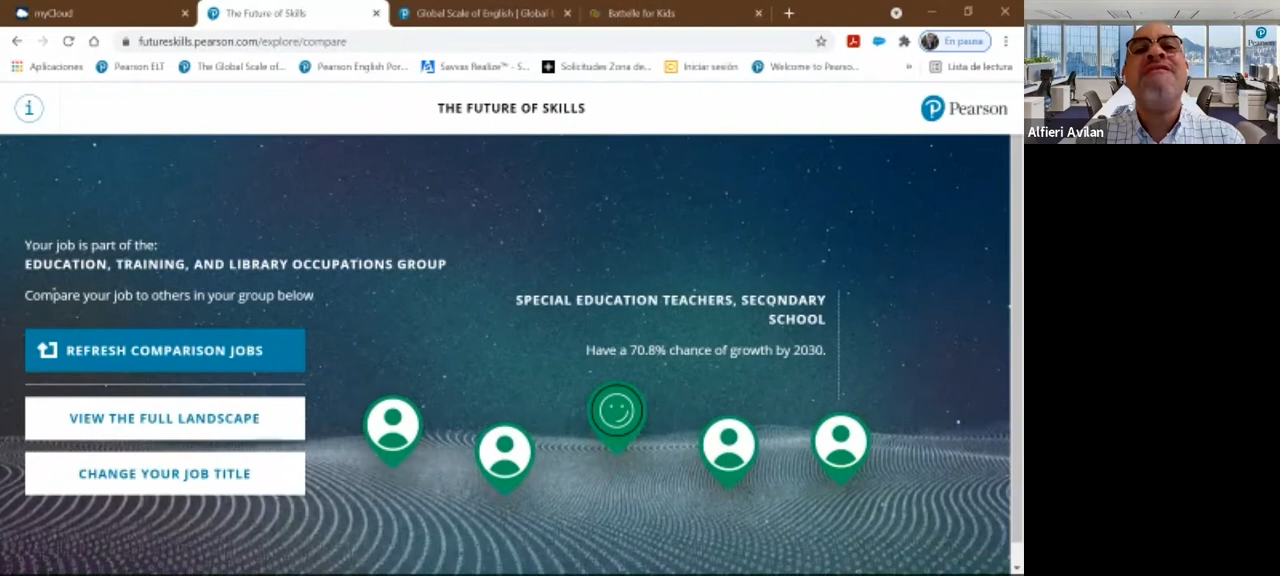 myCloud
The Future of Skills
Global Scale of English | Global
Battelle for Kids
futureskills.pearson.com/explore/compare
En pausa
Aplicaciones
Pearson ELT
The Global Scale of...
Pearson English Por...
Savvas Realize™ - S...
Solicitudes Zona de...
Iniciar sesión
Welcome to Pearso...
»
Lista de lectura
i
THE FUTURE OF SKILLS
Pearson
Pearson
Alfieri Avilan
Your job is part of the:
EDUCATION, TRAINING, AND LIBRARY OCCUPATIONS GROUP
Compare your job to others in your group below
REFRESH COMPARISON JOBS
VIEW THE FULL LANDSCAPE
CHANGE YOUR JOB TITLE
SPECIAL EDUCATION TEACHERS, SECONDARY
SCHOOL
Have a 70.8% chance of growth by 2030.